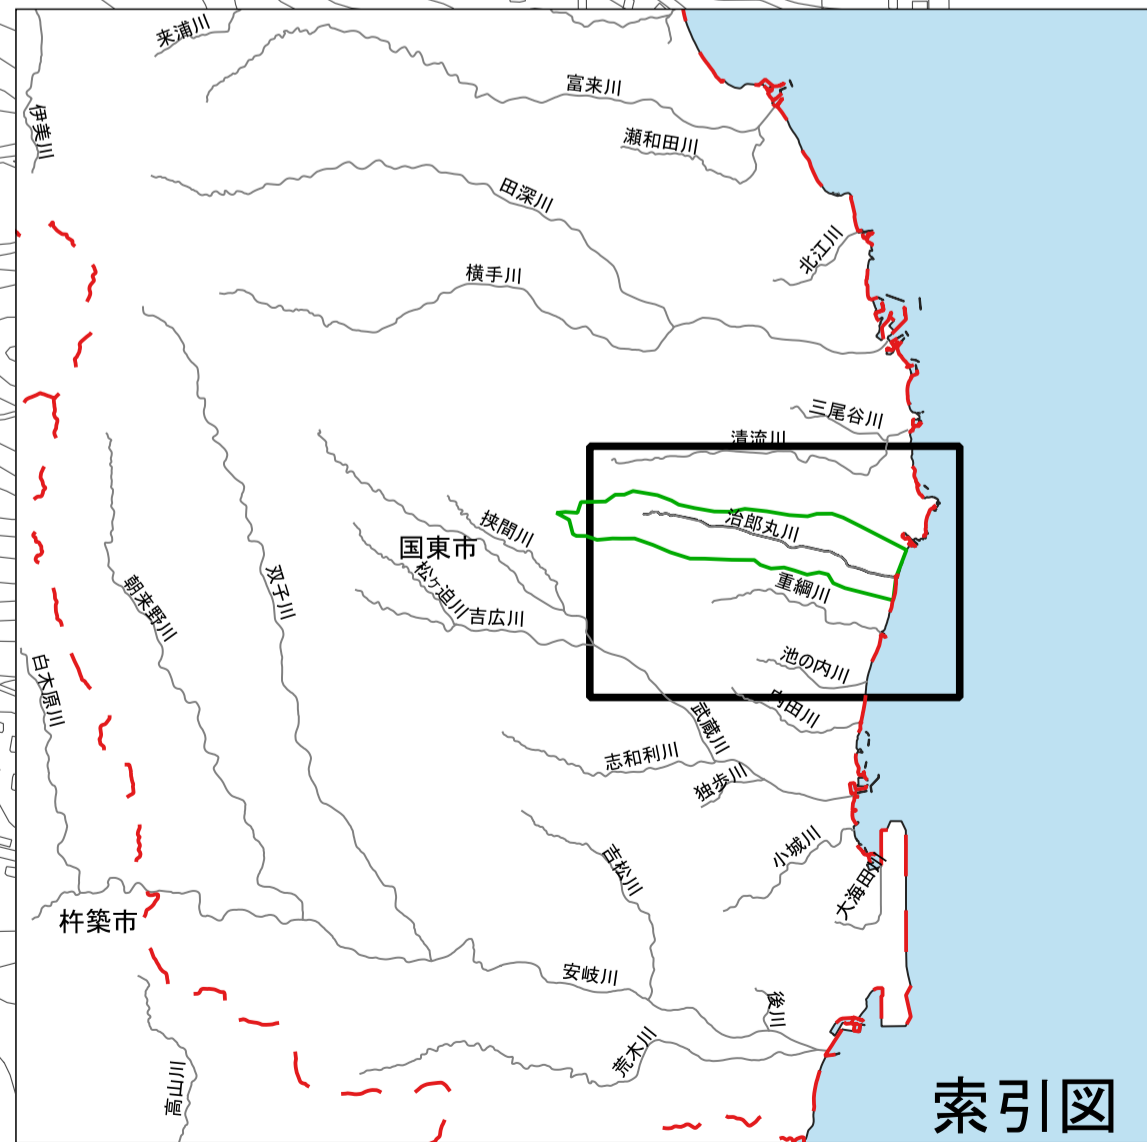 来浦川
富来川
伊美川
瀬和田川
田深川
北江川
横手川
三尾谷川
清流川
挟間川
治郎丸川
国東市
松ヶ迫川
双子川
朝来野川
重綱川
吉広川
池の内川
白木原川
内田川
武蔵川
志和利川
独歩川
小城川
吉松川
大海田川
杵築市
安岐川
後川
荒木川
高山川
索引図